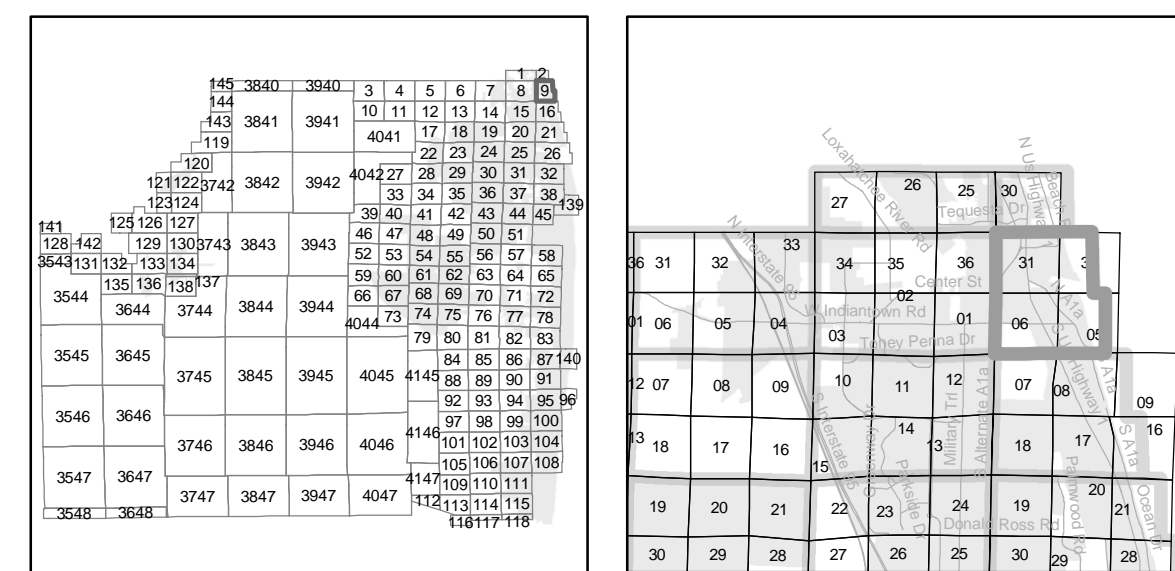 1 2
145 3840 3940 3 4 5 6 7 8 9
144
10 11 12 13 14 15 16
143 3841 3941
4041 17 18 19 20 21
119
22 23 24 25 26
120
4042 27 28 29 30 31 32
121 122 3742 3842 3942
33 34 35 36 37 38
123 124
139
39 40 41 42 43 44 45
125 126 127
141
46 47 48 49 50 51
128 142 129 130 3743 3843 3943
52 53 54 55 56 57 58
3543 131 132 133 134
59 60 61 62 63 64 65
135 136 138 137
3544
66 67 68 69 70 71 72
3644 3744 3844 3944
4044 73 74 75 76 77 78
79 80 81 82 83
3545 3645
84 85 86 87 140
3745 3845 3945 4045 4145
88 89 90 91
92 93 94 95 96
3546 3646
97 98 99 100
4146
3746 3846 3946 4046
101 102 103 104
105 106 107 108
3547 3647
4147 109 110 111
3747 3847 3947 4047
112 113 114 115
3548 3648
116 117 118
Loxahatchee River Rd
N Us Highway 1
Beach R
26 25 30
27
Tequesta Dr
N Interstate 95
36 31 32 33 34 35 36 31 3
Center St
02
N A1a
W Indiantown Rd
01 06 05 04 03 01 06 05
Toney Penna Dr
S Us Highway 1
A1a
12 07 08 09 10 11 12 07 08 09
S Interstate 95
Military Trl
S Alternate A1a
13 18 17 16 15 14 13 18 17 16
S A1a
Parkside Dr
Palmwood Rd
Ocean Dr
19 20 21 22 23 24 19 20 21
Donald Ross Rd
30 29 28 27 26 25 30 29 28